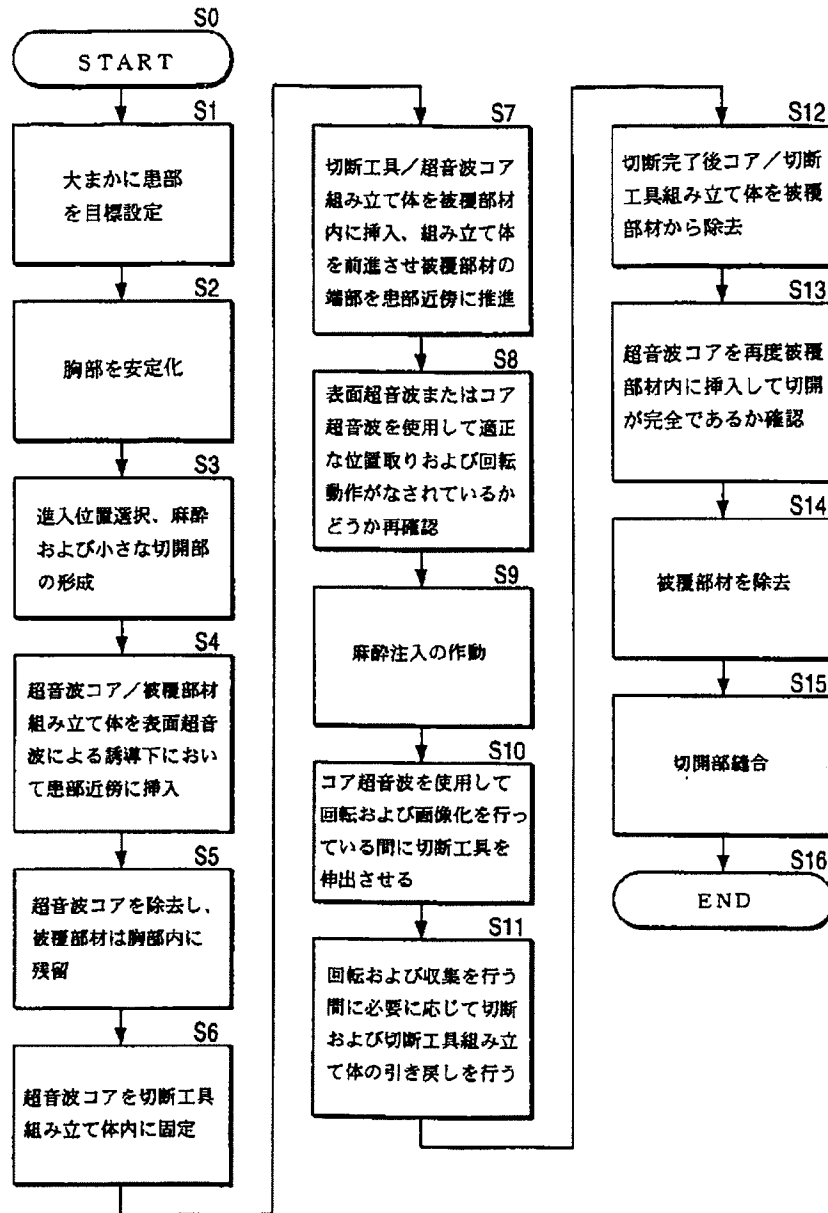 S0
START
S1
大まかに患部
を目標設定
S2
胸部を安定化
S3
進入位置選択、麻酔
および小さな切開部
の形成
S4
超音波コア／被覆部材
組み立て体を表面超音
波による誘導下におい
て患部近傍に挿入
S5
超音波コアを除去し、
被覆部材は胸部内に
残留
S6
超音波コアを切断工具
組み立て体内に固定
S7
切断工具／超音波コア
組み立て体を被覆部材
内に挿入、組み立て体
を前進させ被覆部材の
端部を患部近傍に推進
S8
表面超音波またはコア
超音波を使用して適正
な位置取りおよび回転
動作がなされているか
どうか再確認
S9
麻酔注入の作動
S10
コア超音波を使用して
回転および画像化を行っ
ている間に切断工具を
伸出させる
S11
回転および収集を行う
間に必要に応じて切断
および切断工具組み立
て体の引き戻しを行う
S12
切断完了後コア／切断
工具組み立て体を被覆
部材から除去
S13
超音波コアを再度被覆
部材内に挿入して切開
が完全であるか確認
S14
被覆部材を除去
S15
切開部縫合
S16
END